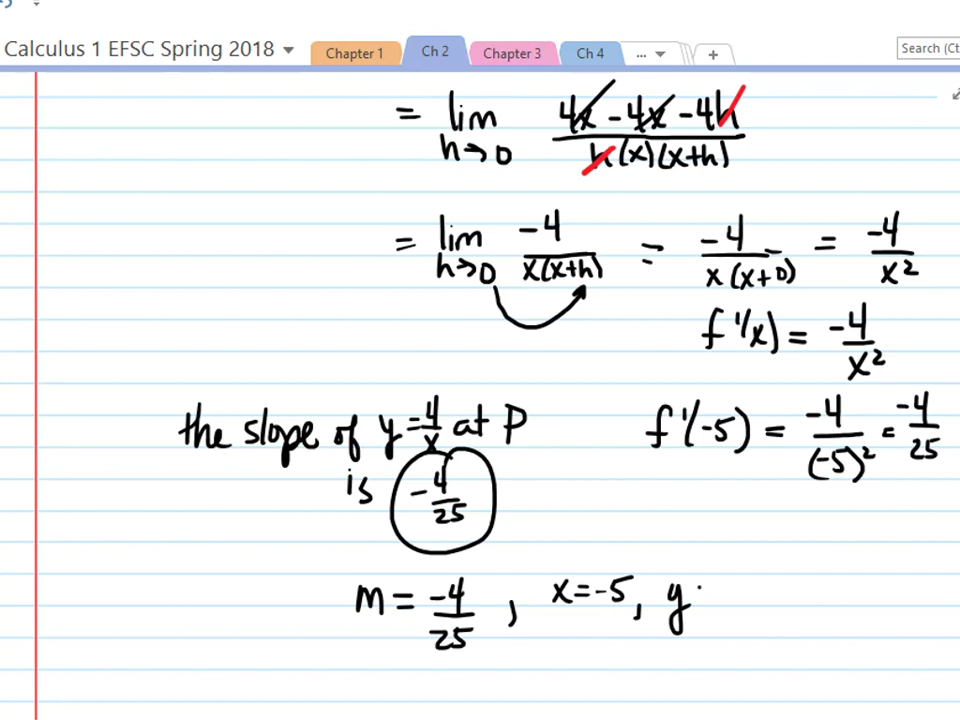 Calculus 1 EFSC Spring 2018 Chapter 1 Ch 2 Chapter 3 Ch 4 ... + Search (Ct
= lim h→0 (4x - 4x - 4h)/(h(x)(x+h))
= lim h→0 -4/(x(x+h)) = -4/(x(x+0)) = -4/x²
f'(x) = -4/x²
the slope of y = 4/x at P
is -4/25
f'(-5) = -4/(-5)² = -4/25
m = -4/25, x = -5, y